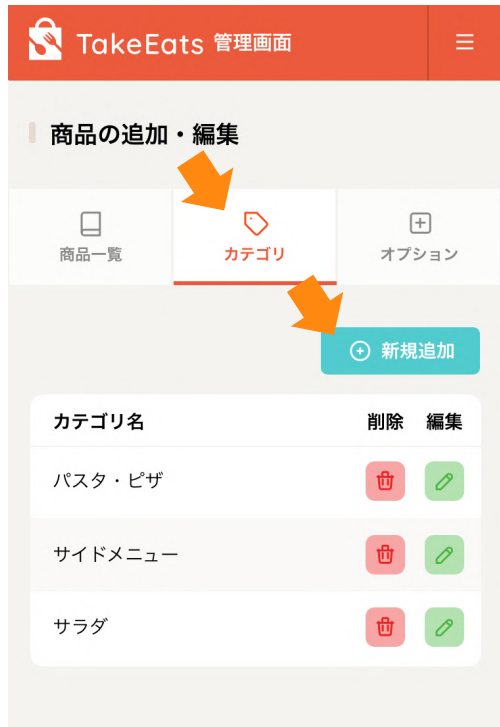 TakeEats 管理画面
商品の追加・編集
商品一覧 カテゴリ オプション
新規追加
カテゴリ名 削除 編集
パスタ・ピザ
サイドメニュー
サラダ